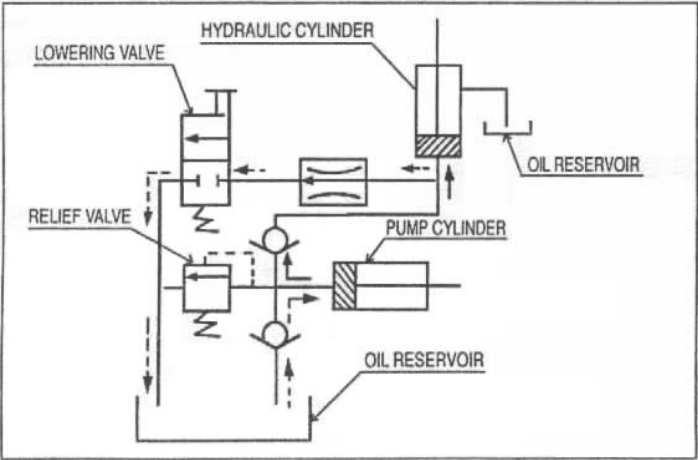 HYDRAULIC CYLINDER
LOWERING VALVE
OIL RESERVOIR
RELIEF VALVE
PUMP CYLINDER
OIL RESERVOIR